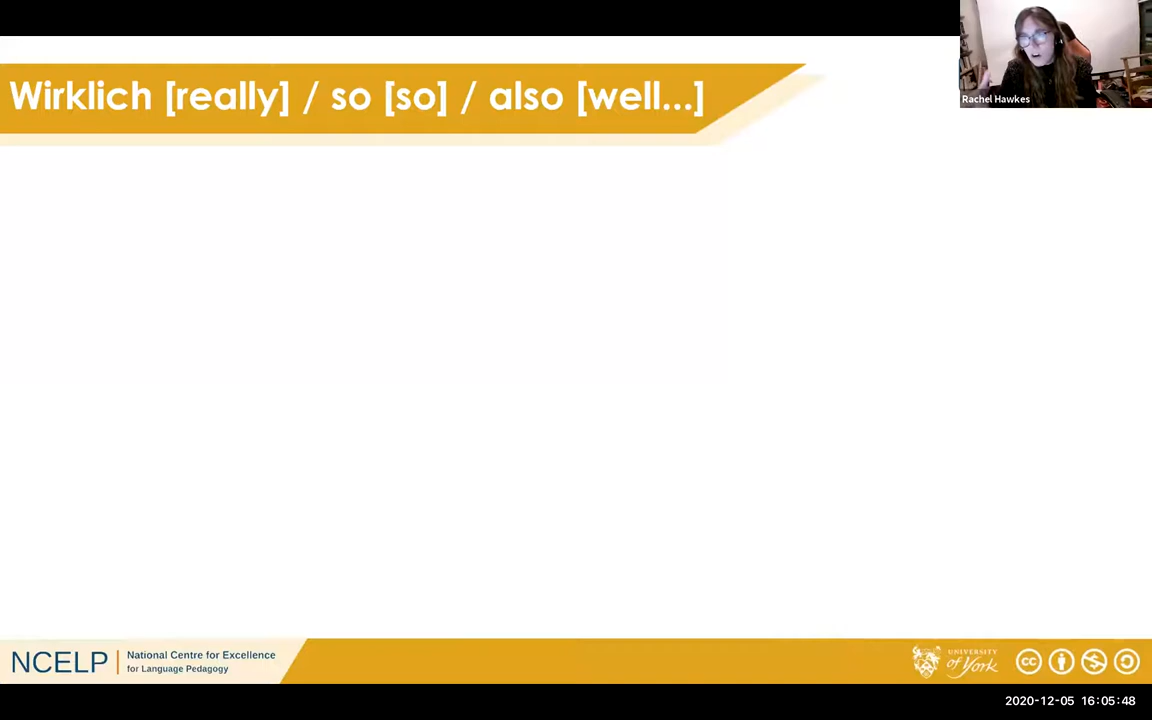 Rachel Hawkes
Wirklich [really] / so [so] / also [well...]
NCELP
National Centre for Excellence
for Language Pedagogy
UNIVERSITY
of York
cc
2020-12-05 16:05:48